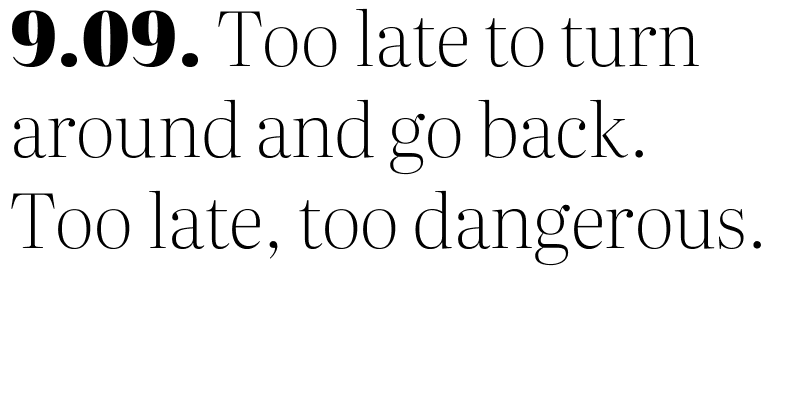 9.09. Too late to turn
around and go back.
Too late, too dangerous.